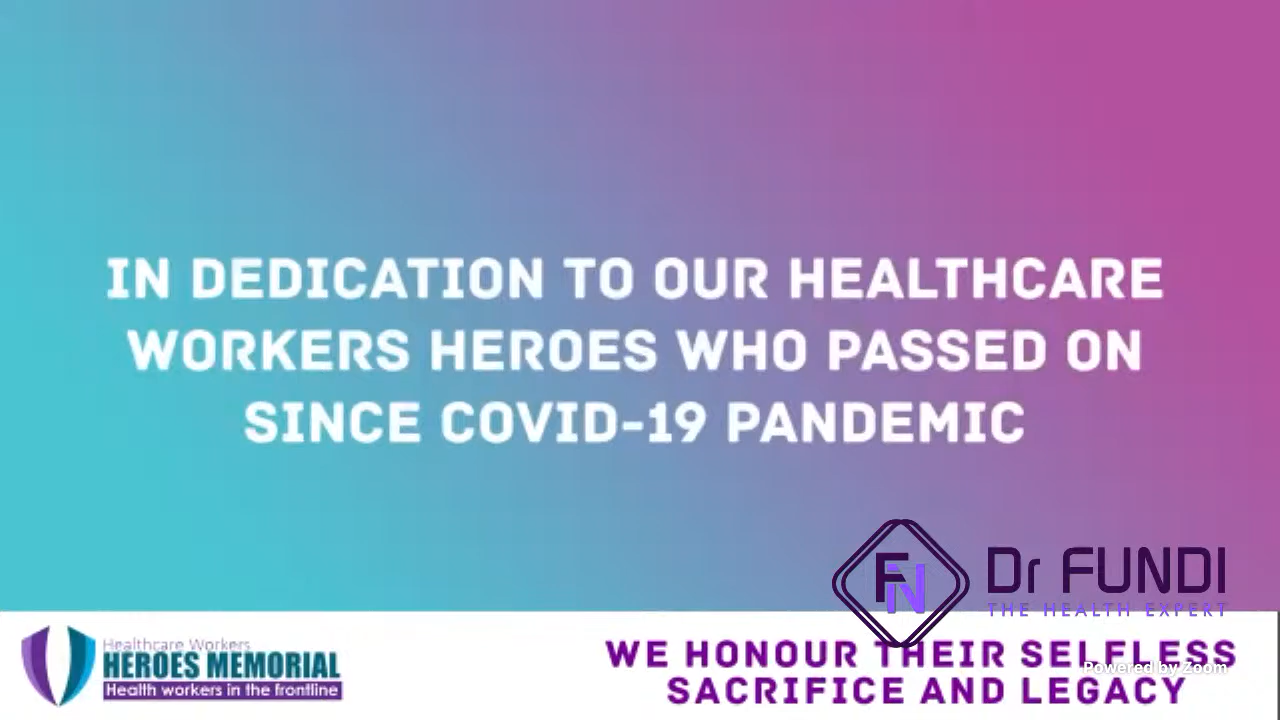 IN DEDICATION TO OUR HEALTHCARE
WORKERS HEROES WHO PASSED ON
SINCE COVID-19 PANDEMIC
FN
Dr FUNDI
THE HEALTH EXPERT
Healthcare Workers
HEROES MEMORIAL
Health workers in the frontline
WE HONOUR THEIR SELFLESS
SACRIFICE AND LEGACY
Powered by Zoom